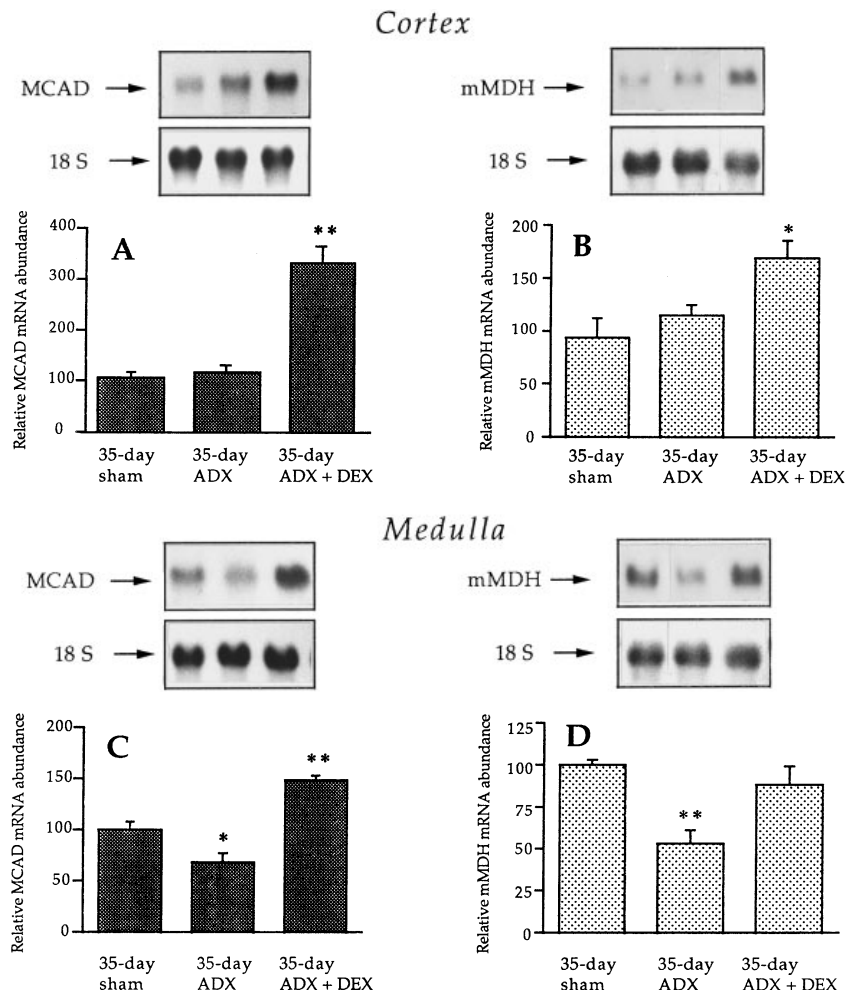 Cortex
MCAD
18 S
mMDH
18 S
A
Relative MCAD mRNA abundance
400
300
200
100
0
**
35-day sham
35-day ADX
35-day ADX + DEX
B
Relative mMDH mRNA abundance
200
150
100
50
0
*
35-day sham
35-day ADX
35-day ADX + DEX
Medulla
MCAD
18 S
mMDH
18 S
C
Relative MCAD mRNA abundance
200
150
100
50
0
*
**
35-day sham
35-day ADX
35-day ADX + DEX
D
Relative mMDH mRNA abundance
125
100
75
50
25
0
**
35-day sham
35-day ADX
35-day ADX + DEX